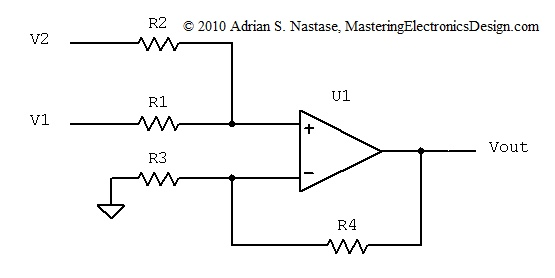 R2 © 2010 Adrian S. Nastase, MasteringElectronicsDesign.com
V2
R1
U1
V1
+
Vout
R3
-
R4